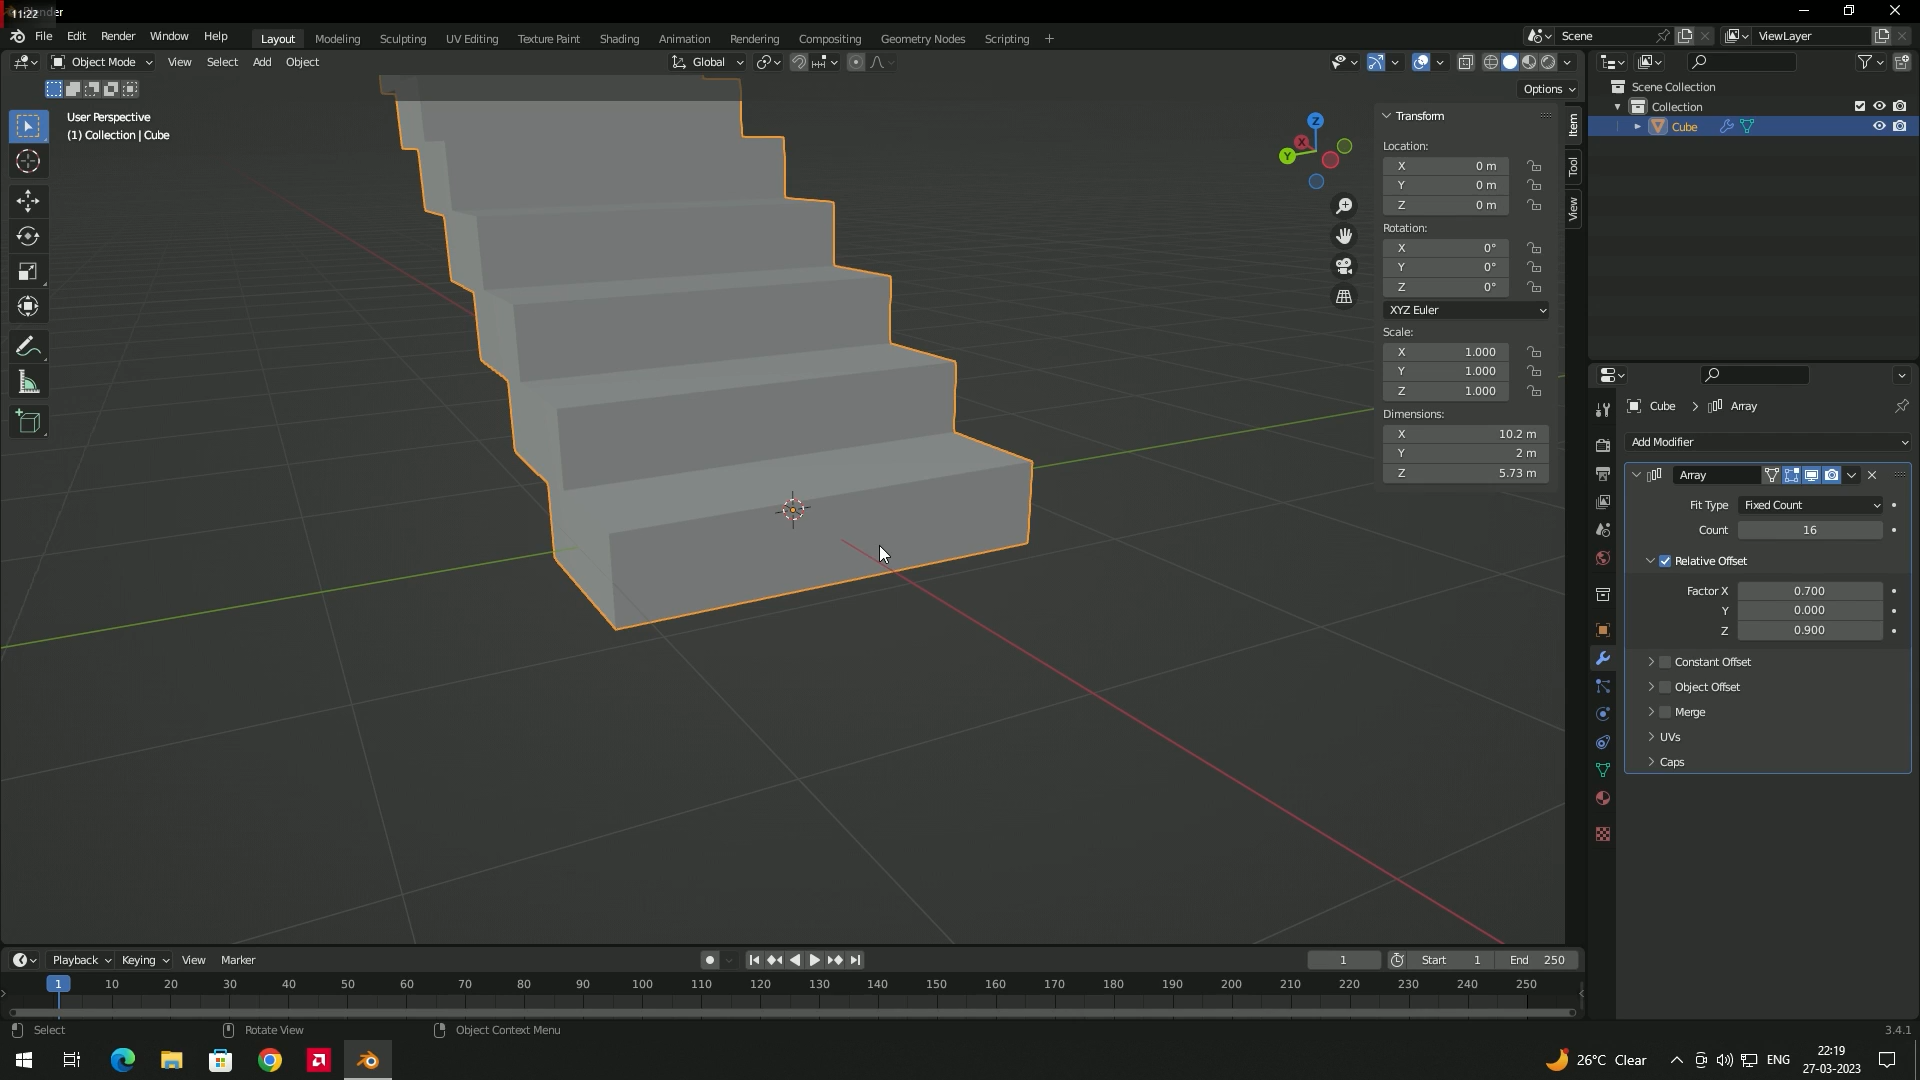 11:22
Blender
File Edit Render Window Help
Layout Modeling Sculpting UV Editing Texture Paint Shading Animation Rendering Compositing Geometry Nodes Scripting +
Scene
ViewLayer
Object Mode
View Select Add Object
Global
Options
User Perspective
(1) Collection | Cube
Z
X
Y
Transform
Location:
X 0 m
Y 0 m
Z 0 m
Rotation:
X 0°
Y 0°
Z 0°
XYZ Euler
Scale:
X 1.000
Y 1.000
Z 1.000
Dimensions:
X 10.2 m
Y 2 m
Z 5.73 m
Item
Tool
View
Scene Collection
Collection
Cube
Cube > Array
Add Modifier
Array
Fit Type Fixed Count
Count 16
Relative Offset
Factor X 0.700
Y 0.000
Z 0.900
Constant Offset
Object Offset
Merge
UVs
Caps
Playback Keying View Marker
1 Start 1 End 250
1 10 20 30 40 50 60 70 80 90 100 110 120 130 140 150 160 170 180 190 200 210 220 230 240 250
Select
Rotate View
Object Context Menu
3.4.1
26°C Clear
ENG
22:19
27-03-2023